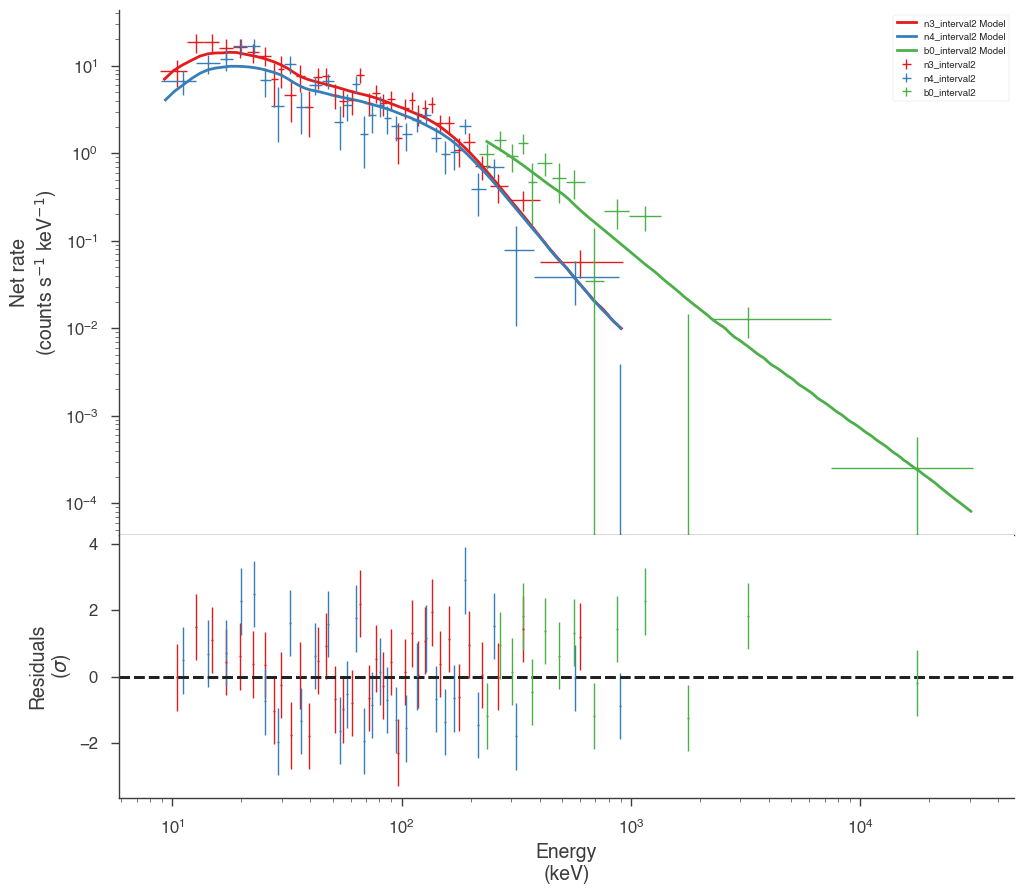 n3_interval2 Model
n4_interval2 Model
b0_interval2 Model
n3_interval2
n4_interval2
b0_interval2
Net rate
(counts s⁻¹ keV⁻¹)
10¹
10⁰
10⁻¹
10⁻²
10⁻³
10⁻⁴
Residuals
(σ)
4
2
0
−2
10¹ 10² 10³ 10⁴
Energy
(keV)